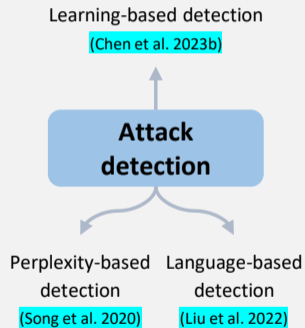 Learning-based detection
(Chen et al. 2023b)
Attack
detection
Perplexity-based
detection
(Song et al. 2020)
Language-based
detection
(Liu et al. 2022)